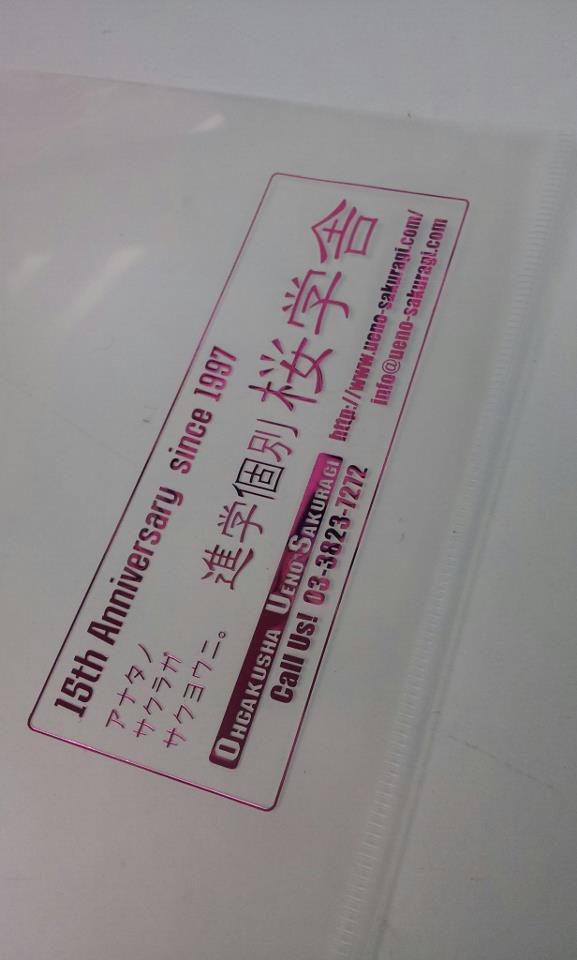 15th Anniversary since 1997
アナタノ
サクラガ
サクヨウニ。
進学個別 桜学舎
OHGAKUSHA UENO-SAKURAGI
Call Us! 03-3823-7272
http://www.ueno-sakuragi.com/
info@ueno-sakuragi.com